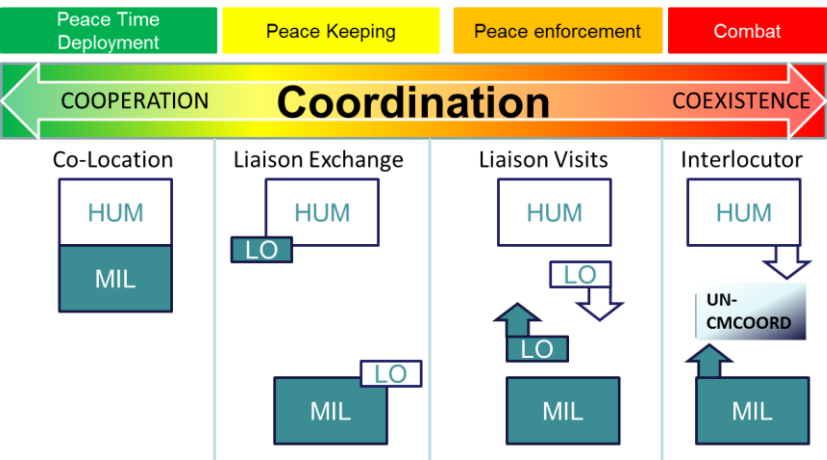 Peace Time
Deployment
Peace Keeping
Peace enforcement
Combat
COOPERATION
Coordination
COEXISTENCE
Co-Location
Liaison Exchange
Liaison Visits
Interlocutor
HUM
MIL
HUM
LO
LO
MIL
HUM
LO
LO
MIL
HUM
UN-
CMCOORD
MIL